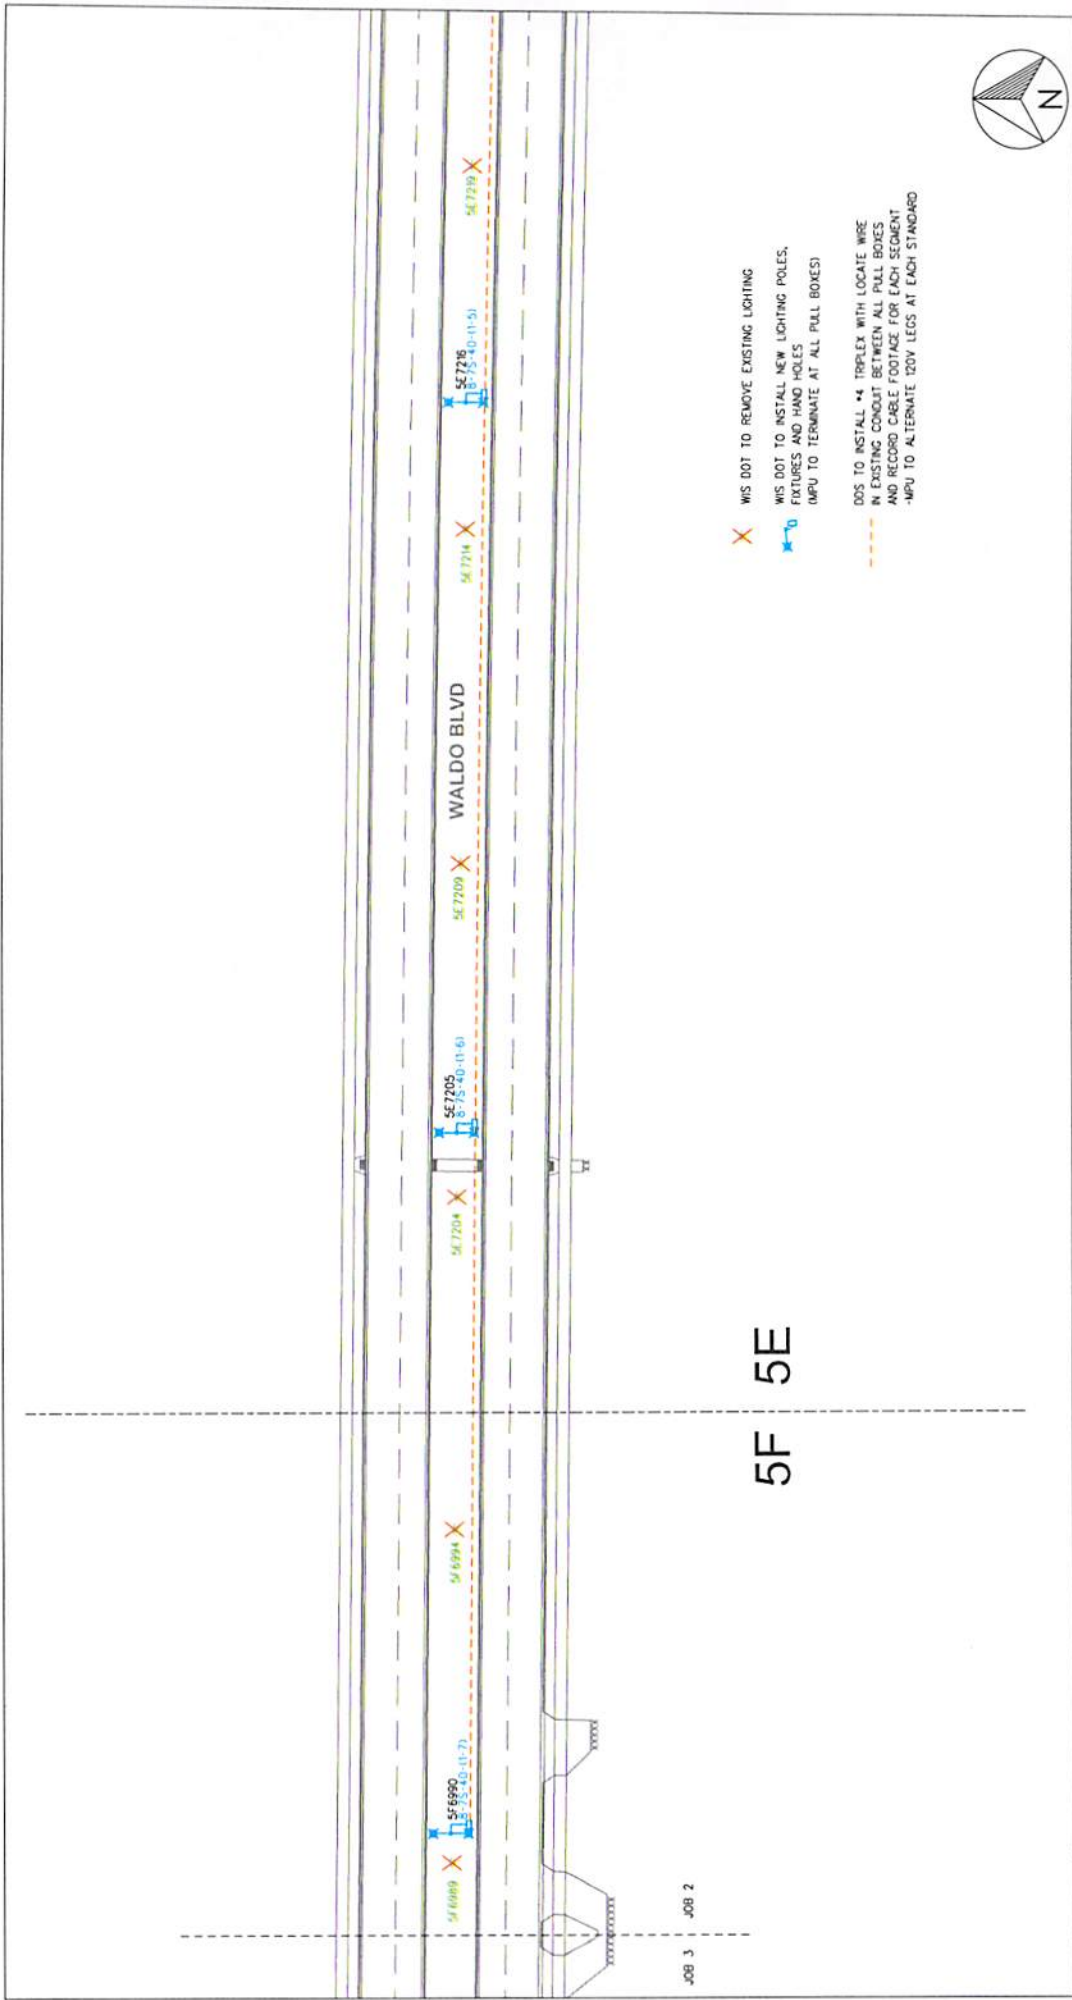 5F6989
5F6990
8-75-40-(1-7)
5F6994
5E7204
5E7205
8-75-40-(1-6)
5E7209
WALDO BLVD
5E7214
5E7216
8-75-40-(1-5)
5E7219
JOB 3
JOB 2
5F
5E
WIS DOT TO REMOVE EXISTING LIGHTING
WIS DOT TO INSTALL NEW LIGHTING POLES,
FIXTURES AND HAND HOLES
(MPU TO TERMINATE AT ALL PULL BOXES)
DDS TO INSTALL #4 TRIPLEX WITH LOCATE WIRE
IN EXISTING CONDUIT BETWEEN ALL PULL BOXES
AND RECORD CABLE FOOTAGE FOR EACH SEGMENT
-MPU TO ALTERNATE 120V LEGS AT EACH STANDARD
N